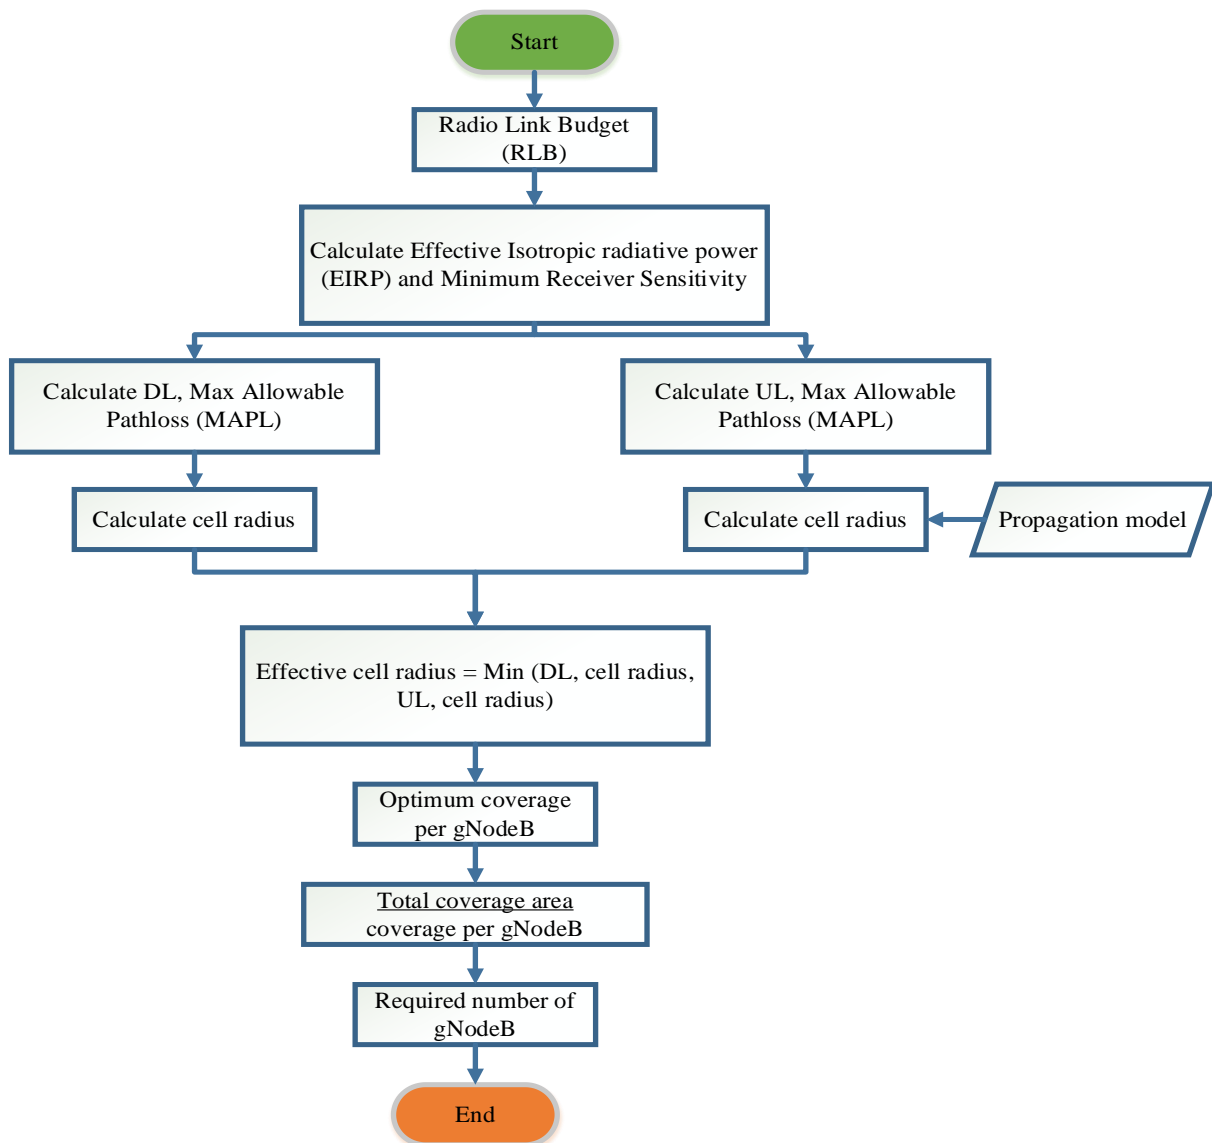 Start
Radio Link Budget
(RLB)
Calculate Effective Isotropic radiative power
(EIRP) and Minimum Receiver Sensitivity
Calculate DL, Max Allowable
Pathloss (MAPL)
Calculate UL, Max Allowable
Pathloss (MAPL)
Calculate cell radius
Calculate cell radius
Propagation model
Effective cell radius = Min (DL, cell radius,
UL, cell radius)
Optimum coverage
per gNodeB
Total coverage area
coverage per gNodeB
Required number of
gNodeB
End